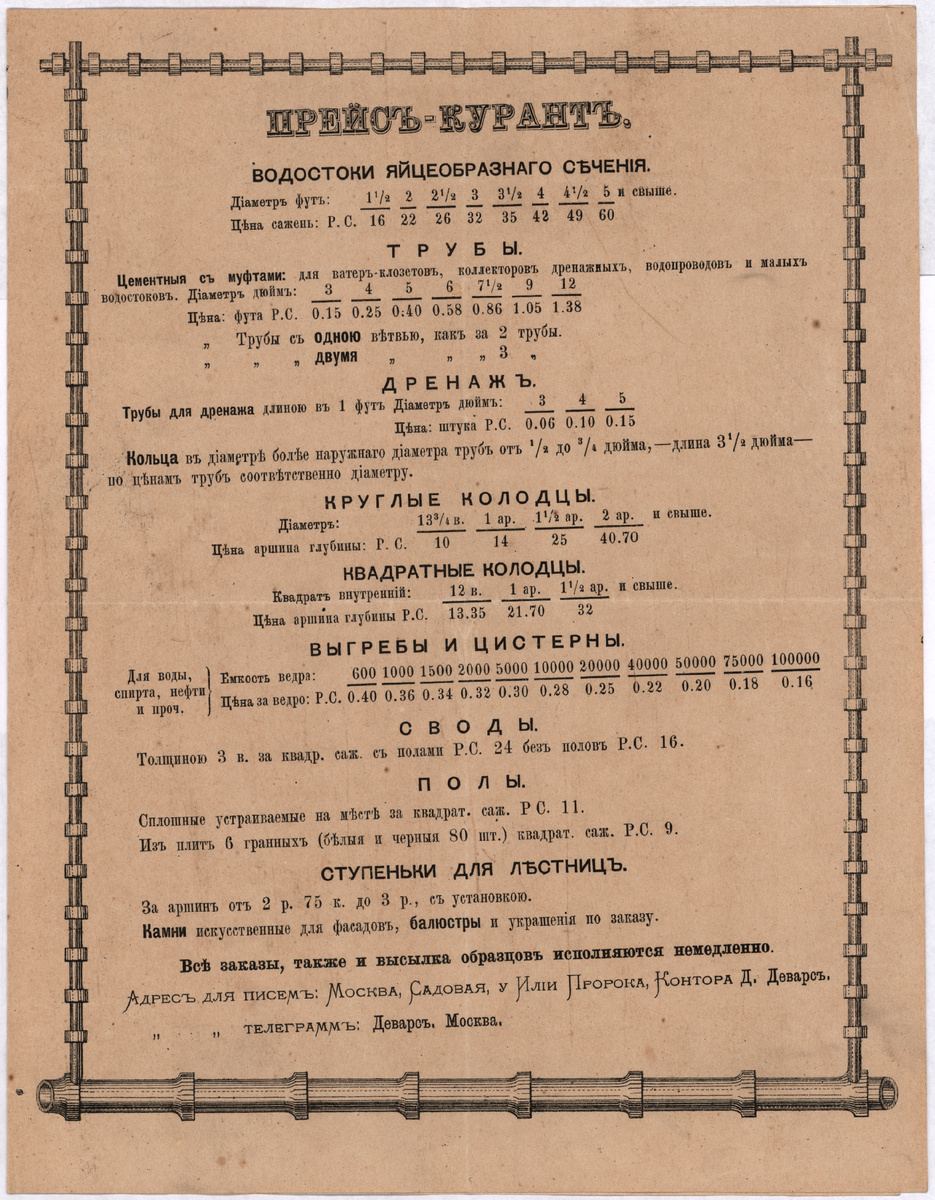 ПРЕЙСЪ-КУРАНТЪ.
ВОДОСТОКИ ЯЙЦЕОБРАЗНАГО СѢЧЕНІЯ.
Діаметръ футъ: 1½ 2 2½ 3 3½ 4 4½ 5 и свыше.
Цѣна сажень: Р. С. 16 22 26 32 35 42 49 60
ТРУБЫ.
Цементныя съ муфтами: для ватеръ-клозетовъ, коллекторовъ дренажныхъ, водопроводовъ и малыхъ
водостоковъ. Діаметръ дюймъ: 3 4 5 6 7½ 9 12
Цѣна: фута Р.С. 0.15 0.25 0.40 0.58 0.86 1.05 1.38
„ Трубы съ одною вѣтвью, какъ за 2 трубы.
„ „ „ двумя „ „ „ 3 „
ДРЕНАЖЪ.
Трубы для дренажа длиною въ 1 футъ Діаметръ дюймъ: 3 4 5
Цѣна: штука Р.С. 0.06 0.10 0.15
Кольца въ діаметрѣ болѣе наружнаго діаметра трубъ отъ ½ до ¾ дюйма,—длина 3½ дюйма—
по цѣнамъ трубъ соотвѣтственно діаметру.
КРУГЛЫЕ КОЛОДЦЫ.
Діаметръ: 13¾ в. 1 ар. 1½ ар. 2 ар. и свыше.
Цѣна аршина глубины: Р. С. 10 14 25 40.70
КВАДРАТНЫЕ КОЛОДЦЫ.
Квадратъ внутренній: 12 в. 1 ар. 1½ ар. и свыше.
Цѣна аршина глубины Р.С. 13.35 21.70 32
ВЫГРЕБЫ И ЦИСТЕРНЫ.
Для воды, спирта, нефти и проч.
Емкость ведра: 600 1000 1500 2000 5000 10000 20000 40000 50000 75000 100000
Цѣна за ведро: Р.С. 0.40 0.36 0.34 0.32 0.30 0.28 0.25 0.22 0.20 0.18 0.16
СВОДЫ.
Толщиною 3 в. за квадр. саж. съ полами Р.С. 24 безъ половъ Р.С. 16.
ПОЛЫ.
Сплошные устраиваемые на мѣстѣ за квадрат. саж. Р С. 11.
Изъ плитъ 6 гранныхъ (бѣлыя и черныя 80 шт.) квадрат. саж. Р.С. 9.
СТУПЕНЬКИ ДЛЯ ЛѢСТНИЦЪ.
За аршинъ отъ 2 р. 75 к. до 3 р., съ установкою.
Камни искусственные для фасадовъ, балюстры и украшенія по заказу.
Всѣ заказы, также и высылка образцовъ исполняются немедленно.
Адресъ для писемъ: Москва, Садовая, у Иліи Пророка, Контора Д. Деварсъ.
„ „ телеграммъ: Деварсъ. Москва.